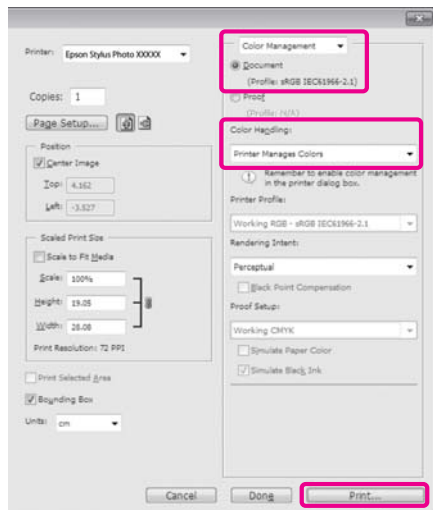 Printer: Epson Stylus Photo XXXXX
Copies: 1
Page Setup...
Position
Center Image
Top: 4.162
Left: -3.527
Scaled Print Size
Scale to Fit Media
Scale: 100%
Height: 19.05
Width: 28.08
Print Resolution: 72 PPI
Print Selected Area
Bounding Box
Units: cm
Color Management
Document
(Profile: sRGB IEC61966-2.1)
Proof
(Profile: N/A)
Color Handling:
Printer Manages Colors
Remember to enable color management
in the printer dialog box.
Printer Profile:
Working RGB - sRGB IEC61966-2.1
Rendering Intent:
Perceptual
Black Point Compensation
Proof Setup:
Working CMYK
Simulate Paper Color
Simulate Black Ink
Cancel
Done
Print...